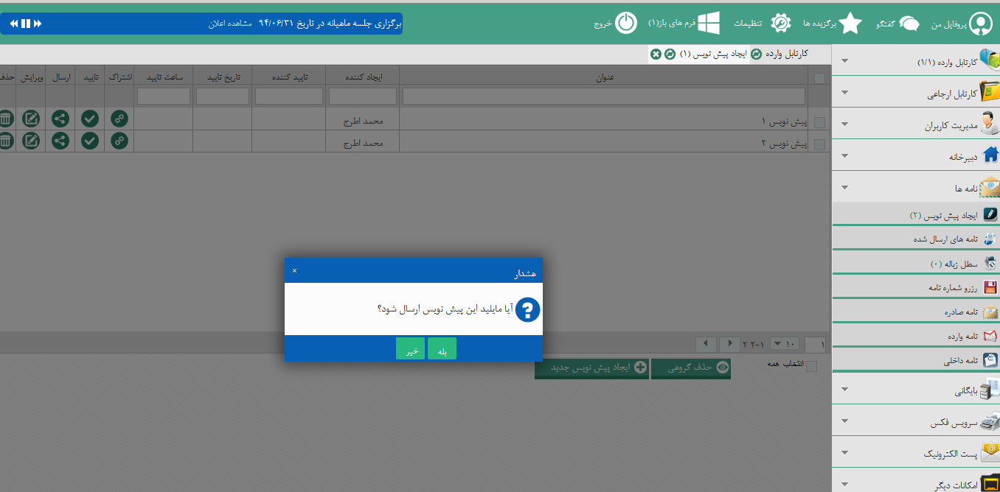 پروفایل من گفتگو برگزیده ها تنظیمات فرم های باز(۱) خروج
برگزاری جلسه ماهیانه در تاریخ ۹۴/۰۶/۳۱ مشاهده اعلان
کارتابل وارده ایجاد پیش نویس (۱)
عنوان ایجاد کننده تایید کننده تاریخ تایید ساعت تایید اشتراک تایید ارسال ویرایش حذف
پیش نویس ۱ محمد اطرج
پیش نویس ۲ محمد اطرج
هشدار ×
آیا مایلید این پیش نویس ارسال شود؟
بله خیر
۱ ۱۰ ۱-۲ ۲
انتخاب همه حذف گروهی ایجاد پیش نویس جدید
کارتابل وارده (۱/۱)
کارتابل ارجاعی
مدیریت کاربران
دبیرخانه
نامه ها
ایجاد پیش نویس (۲)
نامه های ارسال شده
سطل زباله (۰)
رزرو شماره نامه
نامه صادره
نامه وارده
نامه داخلی
بایگانی
سرویس فکس
پست الکترونیک
امکانات دیگر